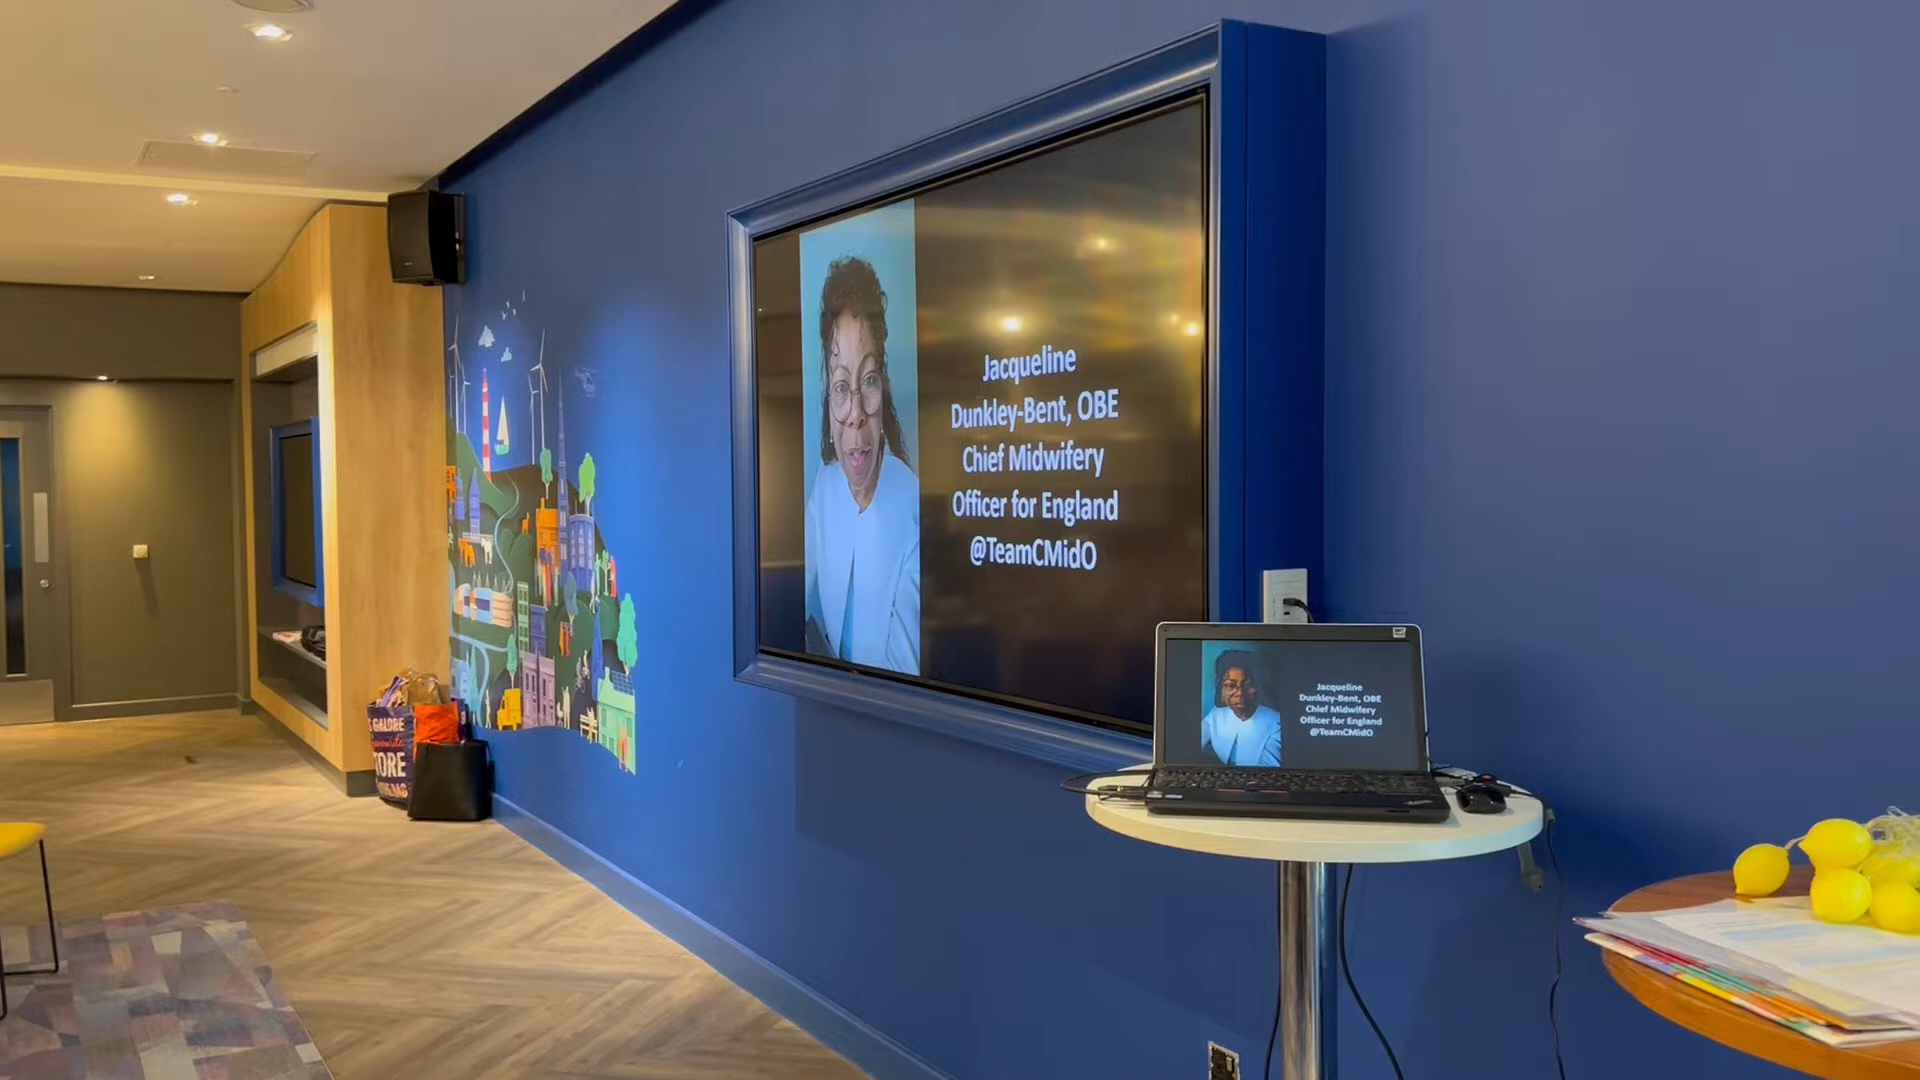 Jacqueline
Dunkley-Bent, OBE
Chief Midwifery
Officer for England
@TeamCMidO
Jacqueline
Dunkley-Bent, OBE
Chief Midwifery
Officer for England
@TeamCMidO
GALORE
TORE